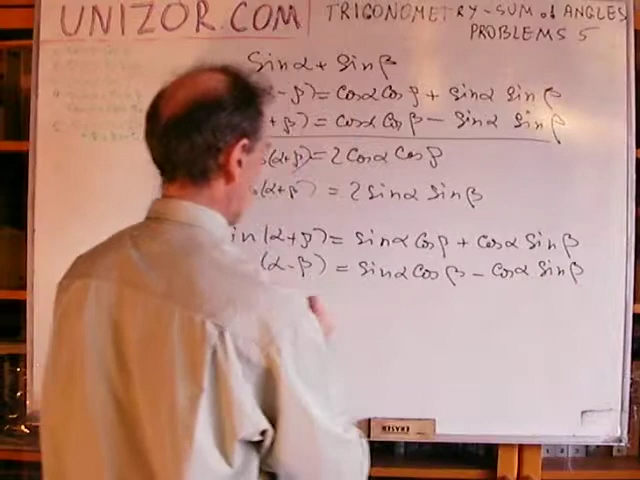 UNIZOR.COM
TRIGONOMETRY-SUM of ANGLES
PROBLEMS 5
Sinα + Sinβ
- β) = Cosα Cosβ + Sinα Sinβ
+ β) = Cosα Cosβ - Sinα Sinβ
(α+β) = 2 Cosα Cosβ
(α+β) = 2 Sinα Sinβ
in(α+β) = Sinα Cosβ + Cosα Sinβ
(α-β) = Sinα Cosβ - Cosα Sinβ
ERASER